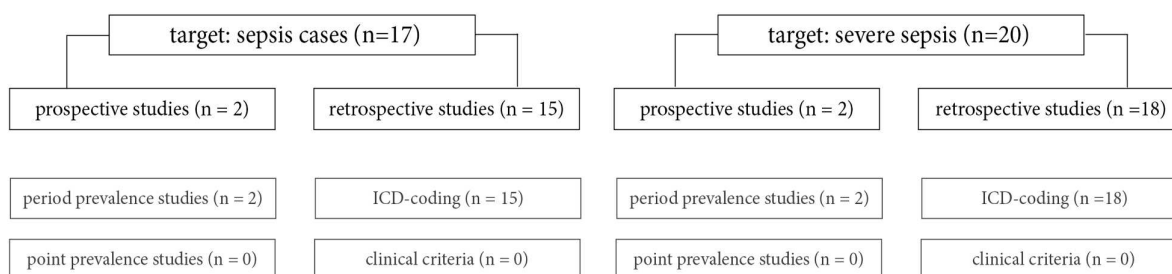 target: sepsis cases (n=17)
target: severe sepsis (n=20)
prospective studies (n = 2)
retrospective studies (n = 15)
prospective studies (n = 2)
retrospective studies (n =18)
period prevalence studies (n = 2)
ICD-coding (n = 15)
period prevalence studies (n = 2)
ICD-coding (n =18)
point prevalence studies (n = 0)
clinical criteria (n = 0)
point prevalence studies (n = 0)
clinical criteria (n = 0)